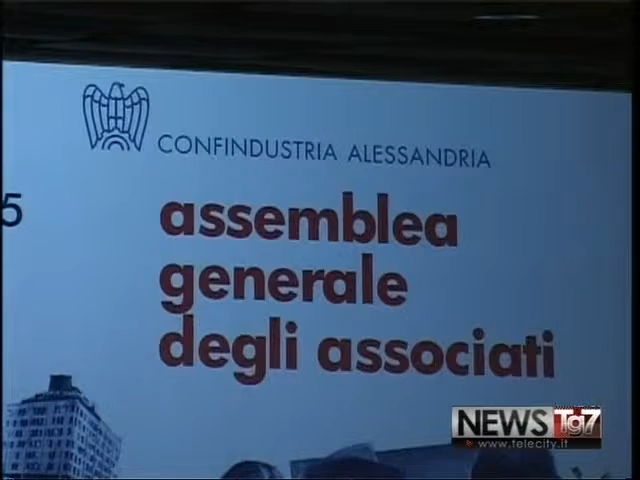 CONFINDUSTRIA ALESSANDRIA
5
assemblea
generale
degli associati
NEWS Tg7
www.telecity.it